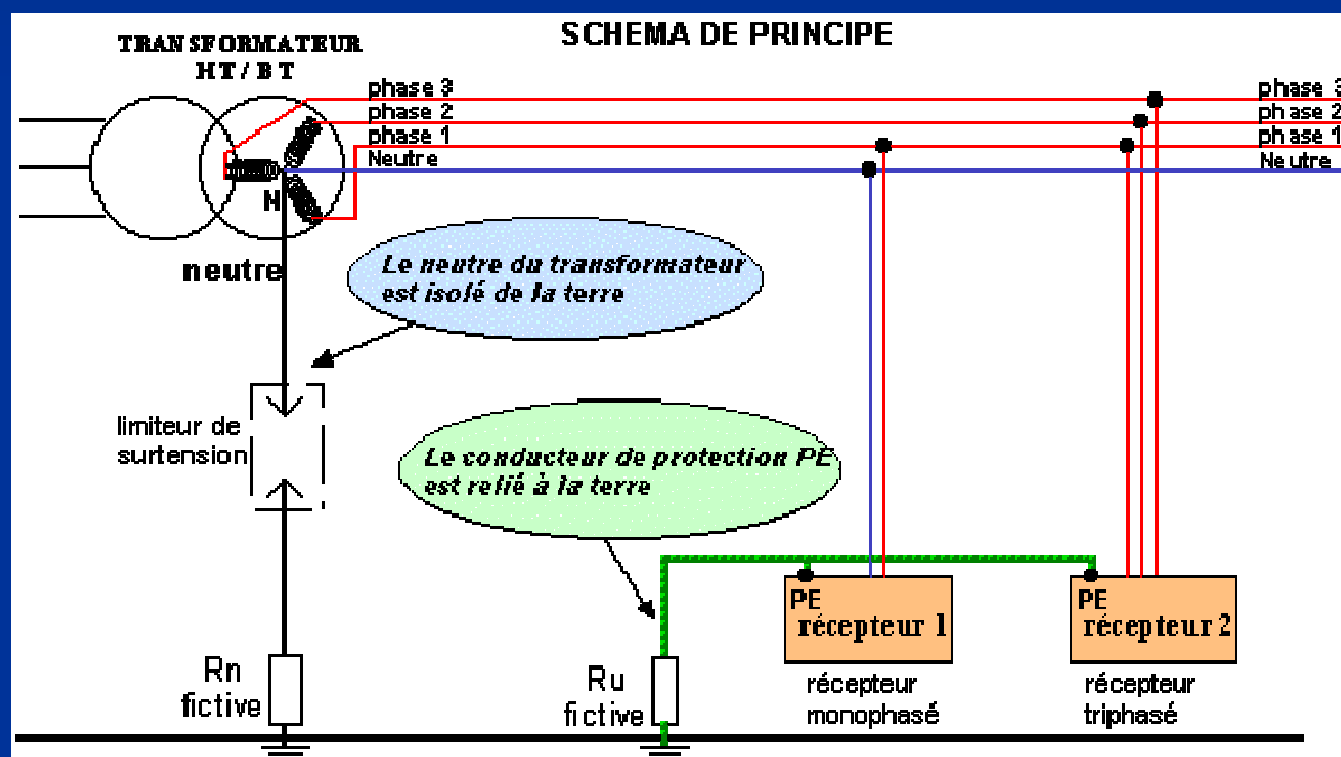 SCHEMA DE PRINCIPE
TRANSFORMATEUR
HT/BT
phase 3
phase 2
phase 1
Neutre
phase 3
phase 2
phase 1
Neutre
N
neutre
Le neutre du transformateur
est isolé de la terre
limiteur de
surtension
Le conducteur de protection PE
est relié à la terre
PE
récepteur 1
PE
récepteur 2
Rn
fictive
Ru
fictive
récepteur
monophasé
récepteur
triphasé